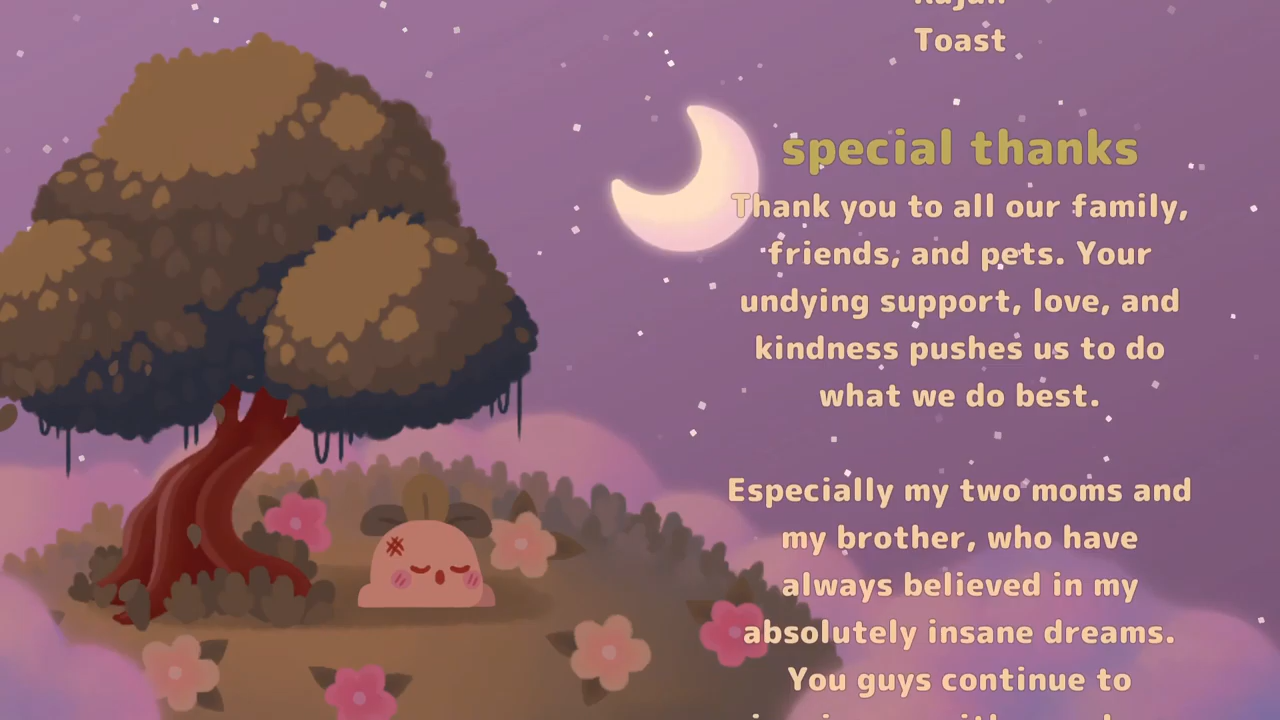 Toast
special thanks
Thank you to all our family,
friends, and pets. Your
undying support, love, and
kindness pushes us to do
what we do best.
Especially my two moms and
my brother, who have
always believed in my
absolutely insane dreams.
You guys continue to